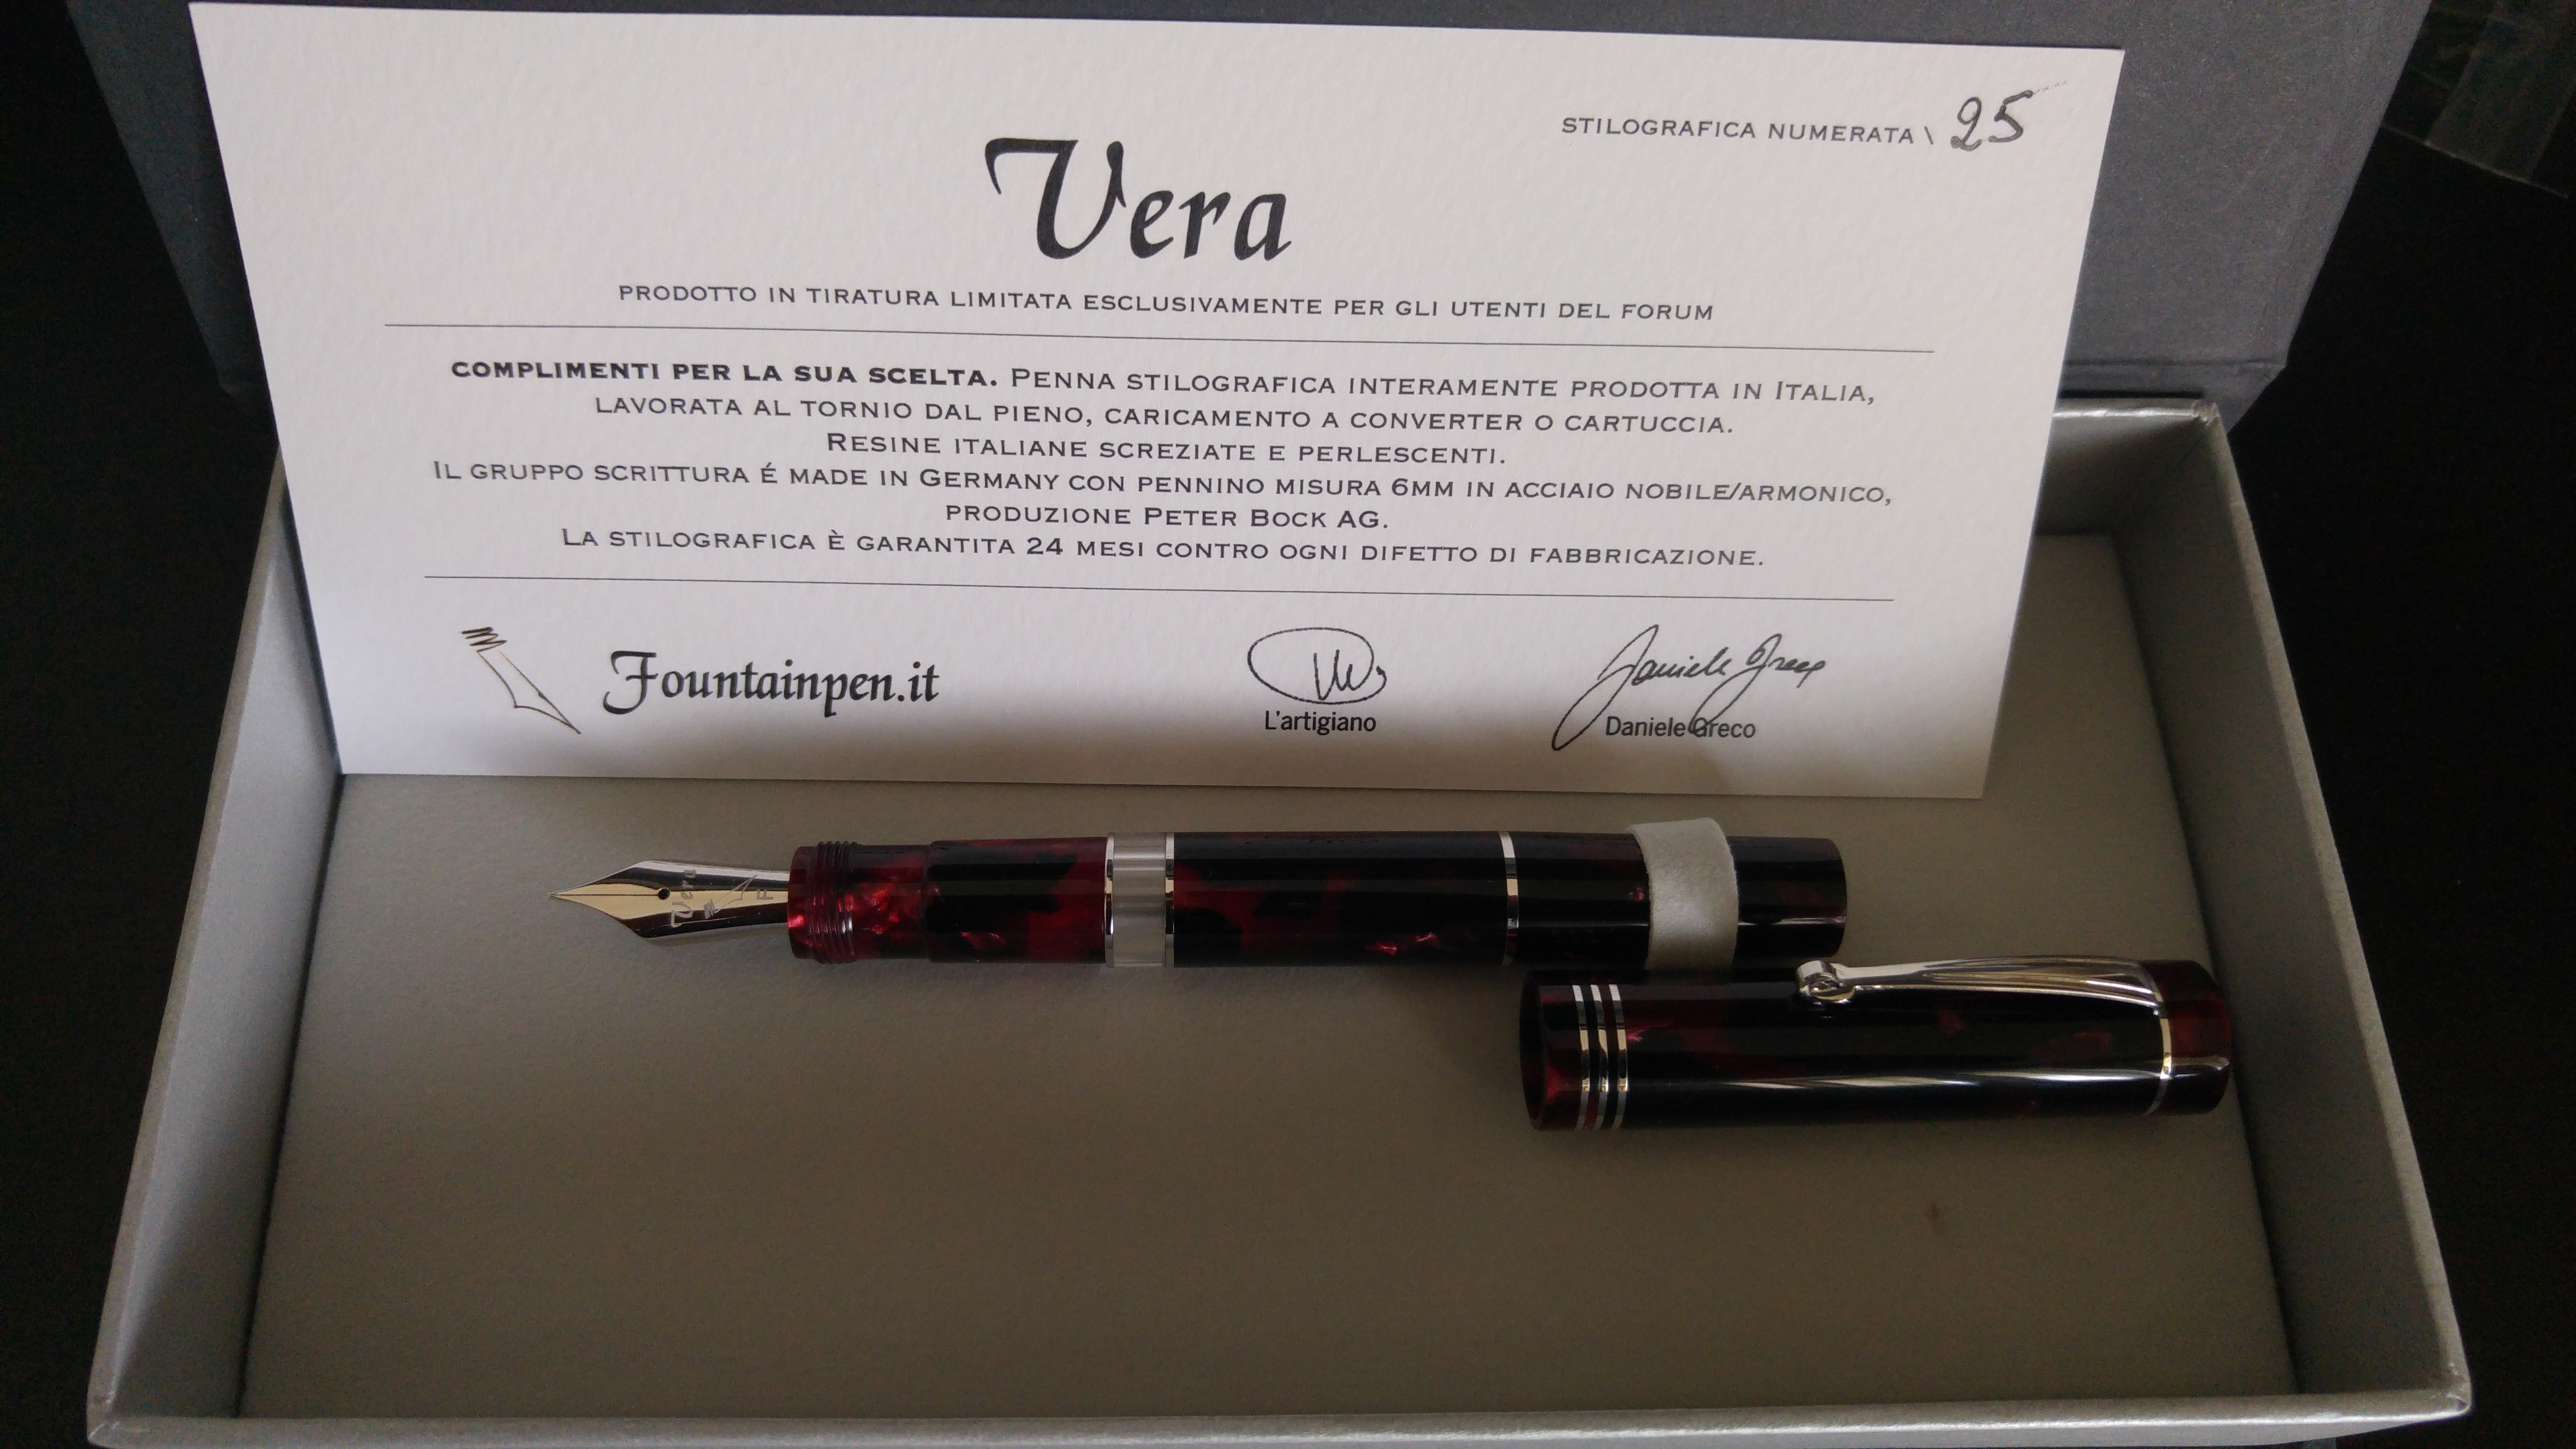 STILOGRAFICA NUMERATA \ 25
Vera
PRODOTTO IN TIRATURA LIMITATA ESCLUSIVAMENTE PER GLI UTENTI DEL FORUM
COMPLIMENTI PER LA SUA SCELTA. PENNA STILOGRAFICA INTERAMENTE PRODOTTA IN ITALIA,
LAVORATA AL TORNIO DAL PIENO, CARICAMENTO A CONVERTER O CARTUCCIA.
RESINE ITALIANE SCREZIATE E PERLESCENTI.
IL GRUPPO SCRITTURA É MADE IN GERMANY CON PENNINO MISURA 6MM IN ACCIAIO NOBILE/ARMONICO,
PRODUZIONE PETER BOCK AG.
LA STILOGRAFICA È GARANTITA 24 MESI CONTRO OGNI DIFETTO DI FABBRICAZIONE.
Fountainpen.it
L'artigiano
Daniele Greco
Daniele Greco
Vera
F